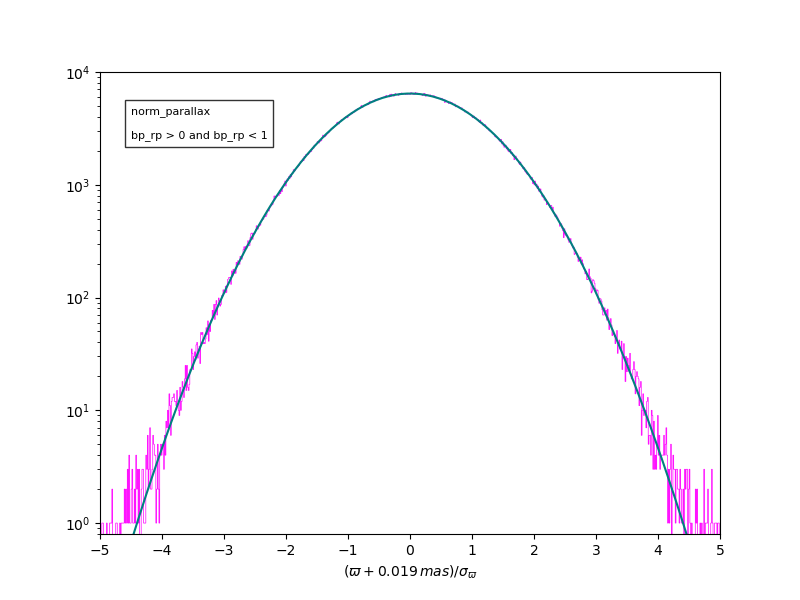 10⁴
norm_parallax
bp_rp > 0 and bp_rp < 1
10³
10²
10¹
10⁰
−5 −4 −3 −2 −1 0 1 2 3 4 5
(ϖ + 0.019 mas)/σ_ϖ